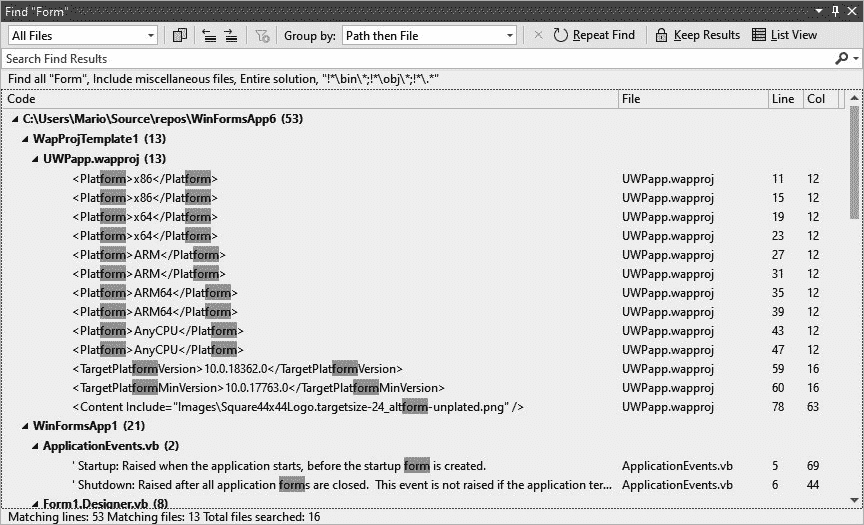 Find "Form"
All Files Group by: Path then File Repeat Find Keep Results List View
Search Find Results
Find all "Form", Include miscellaneous files, Entire solution, "!*\bin\*;!*\obj\*;!*\.*"
Code File Line Col
C:\Users\Mario\Source\repos\WinFormsApp6 (53)
WapProjTemplate1 (13)
UWPapp.wapproj (13)
<Platform>x86</Platform> UWPapp.wapproj 11 12
<Platform>x86</Platform> UWPapp.wapproj 15 12
<Platform>x64</Platform> UWPapp.wapproj 19 12
<Platform>x64</Platform> UWPapp.wapproj 23 12
<Platform>ARM</Platform> UWPapp.wapproj 27 12
<Platform>ARM</Platform> UWPapp.wapproj 31 12
<Platform>ARM64</Platform> UWPapp.wapproj 35 12
<Platform>ARM64</Platform> UWPapp.wapproj 39 12
<Platform>AnyCPU</Platform> UWPapp.wapproj 43 12
<Platform>AnyCPU</Platform> UWPapp.wapproj 47 12
<TargetPlatformVersion>10.0.18362.0</TargetPlatformVersion> UWPapp.wapproj 59 16
<TargetPlatformMinVersion>10.0.17763.0</TargetPlatformMinVersion> UWPapp.wapproj 60 16
<Content Include="Images\Square44x44Logo.targetsize-24_altform-unplated.png" /> UWPapp.wapproj 78 63
WinFormsApp1 (21)
ApplicationEvents.vb (2)
' Startup: Raised when the application starts, before the startup form is created. ApplicationEvents.vb 5 69
' Shutdown: Raised after all application forms are closed.  This event is not raised if the application ter... ApplicationEvents.vb 6 44
Form1.Designer.vb (8)
Matching lines: 53 Matching files: 13 Total files searched: 16